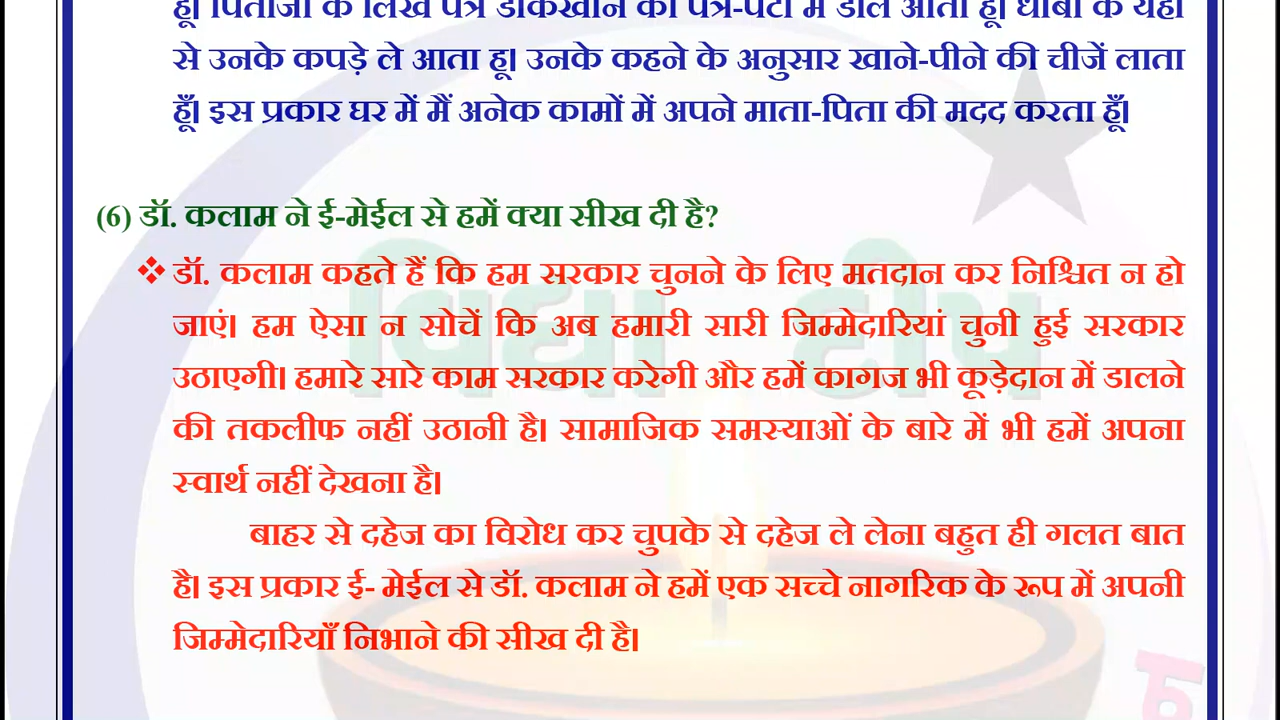 हूँ। पिताजी के लिखे पत्र डाकखाने की पत्र-पेटी में डाल आता हूँ। धोबी के यहाँ
से उनके कपड़े ले आता हू। उनके कहने के अनुसार खाने-पीने की चीजें लाता
हूँ। इस प्रकार घर में मैं अनेक कामों में अपने माता-पिता की मदद करता हूँ।
(6) डॉ. कलाम ने ई-मेईल से हमें क्या सीख दी है?
❖ डॉ. कलाम कहते हैं कि हम सरकार चुनने के लिए मतदान कर निश्चित न हो
जाएं। हम ऐसा न सोचें कि अब हमारी सारी जिम्मेदारियां चुनी हुई सरकार
उठाएगी। हमारे सारे काम सरकार करेगी और हमें कागज भी कूड़ेदान में डालने
की तकलीफ नहीं उठानी है। सामाजिक समस्याओं के बारे में भी हमें अपना
स्वार्थ नहीं देखना है।
बाहर से दहेज का विरोध कर चुपके से दहेज ले लेना बहुत ही गलत बात
है। इस प्रकार ई- मेईल से डॉ. कलाम ने हमें एक सच्चे नागरिक के रूप में अपनी
जिम्मेदारियाँ निभाने की सीख दी है।